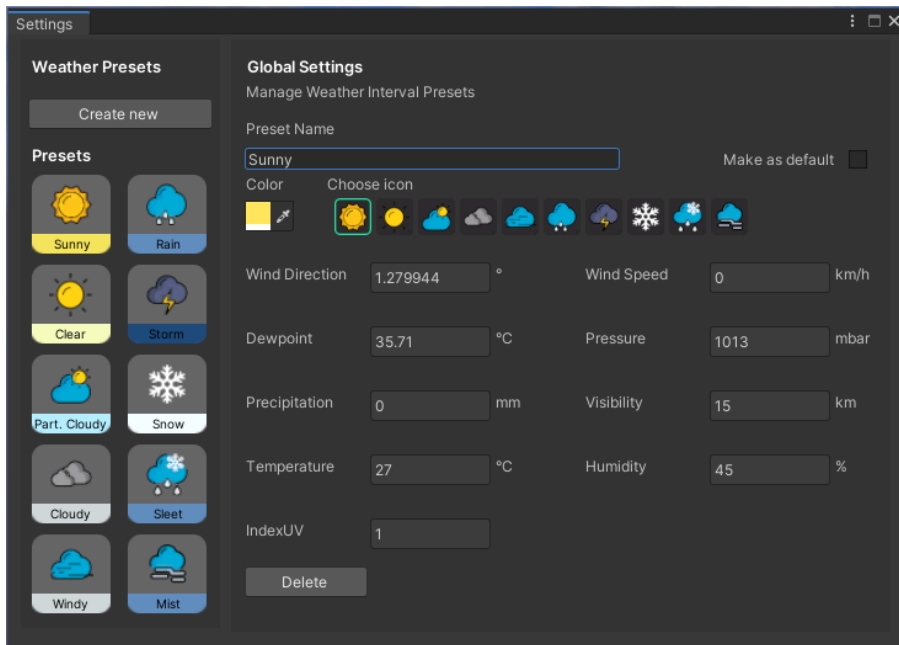 Settings
Weather Presets
Create new
Presets
Sunny
Rain
Clear
Storm
Part. Cloudy
Snow
Cloudy
Sleet
Windy
Mist
Global Settings
Manage Weather Interval Presets
Preset Name
Sunny
Make as default
Color Choose icon
Wind Direction 1.279944 ° Wind Speed 0 km/h
Dewpoint 35.71 °C Pressure 1013 mbar
Precipitation 0 mm Visibility 15 km
Temperature 27 °C Humidity 45 %
IndexUV 1
Delete